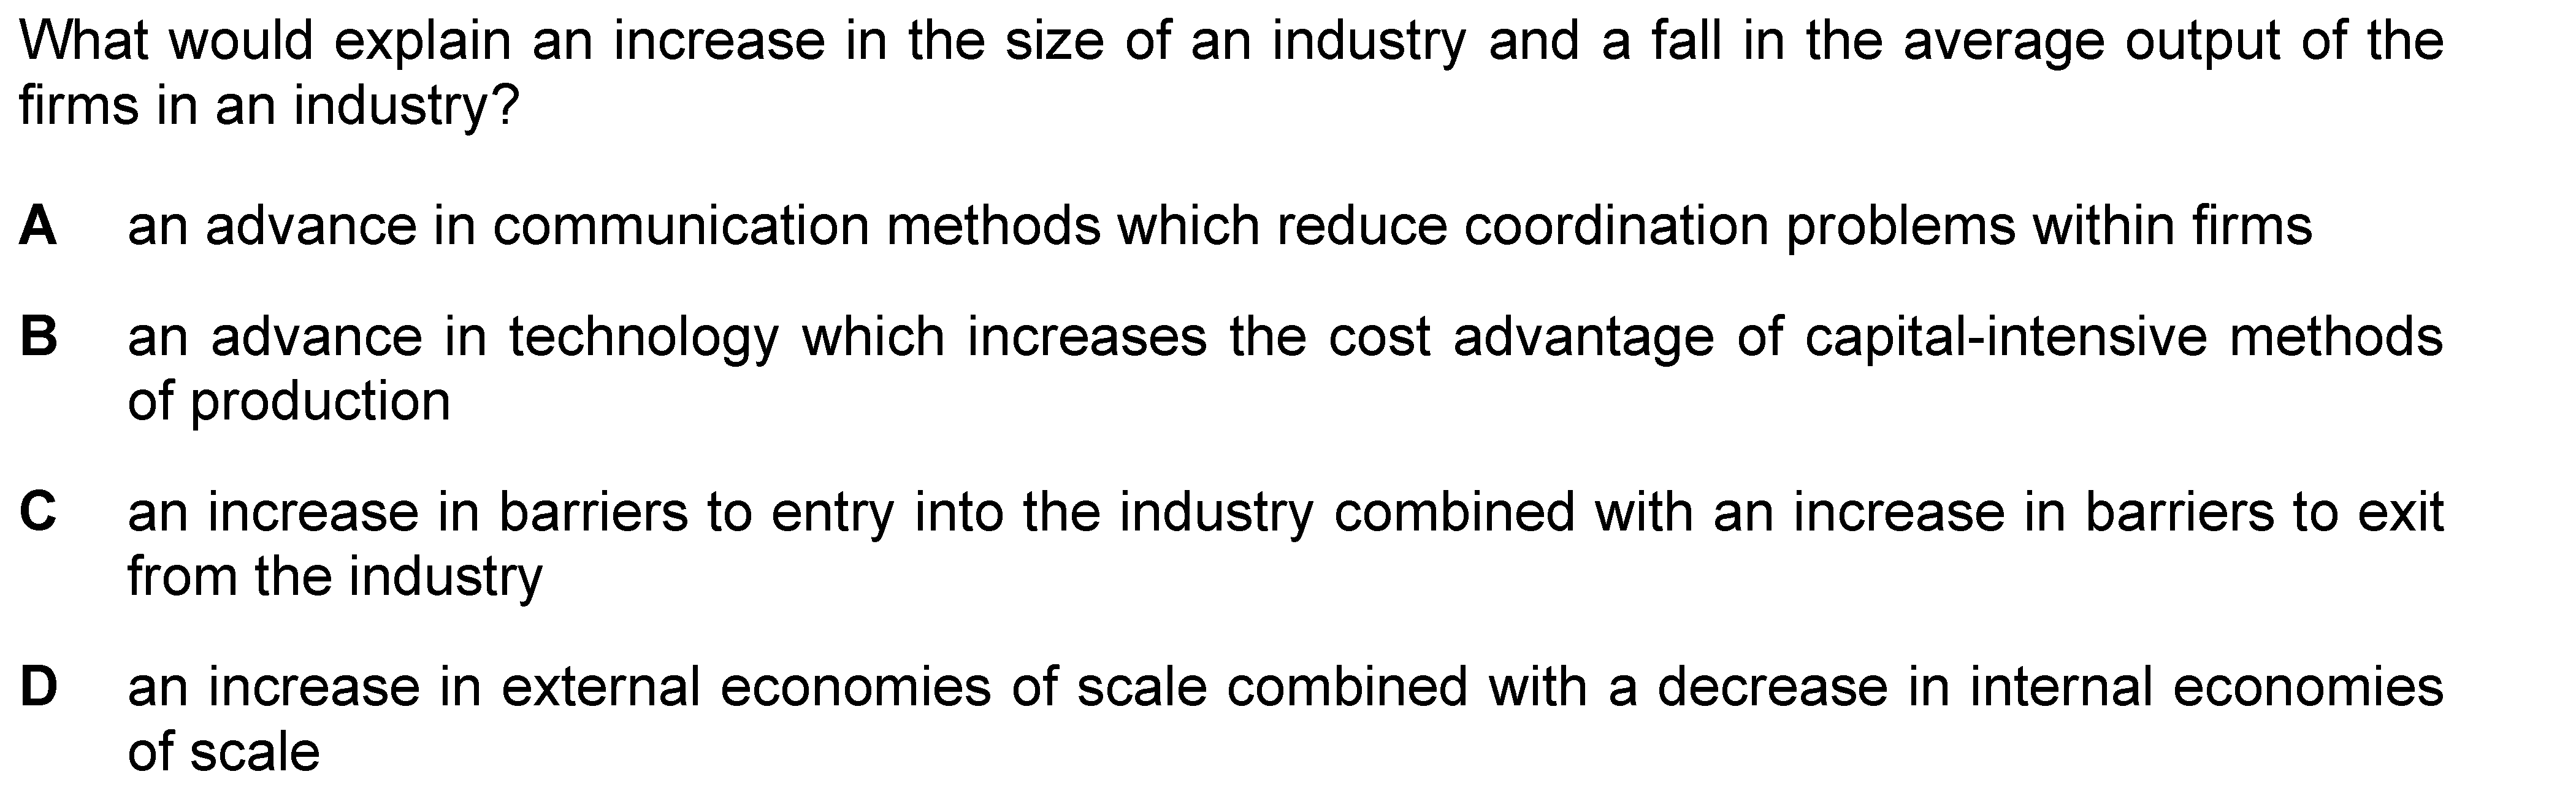 What would explain an increase in the size of an industry and a fall in the average output of the
firms in an industry?
A an advance in communication methods which reduce coordination problems within firms
B an advance in technology which increases the cost advantage of capital-intensive methods
of production
C an increase in barriers to entry into the industry combined with an increase in barriers to exit
from the industry
D an increase in external economies of scale combined with a decrease in internal economies
of scale